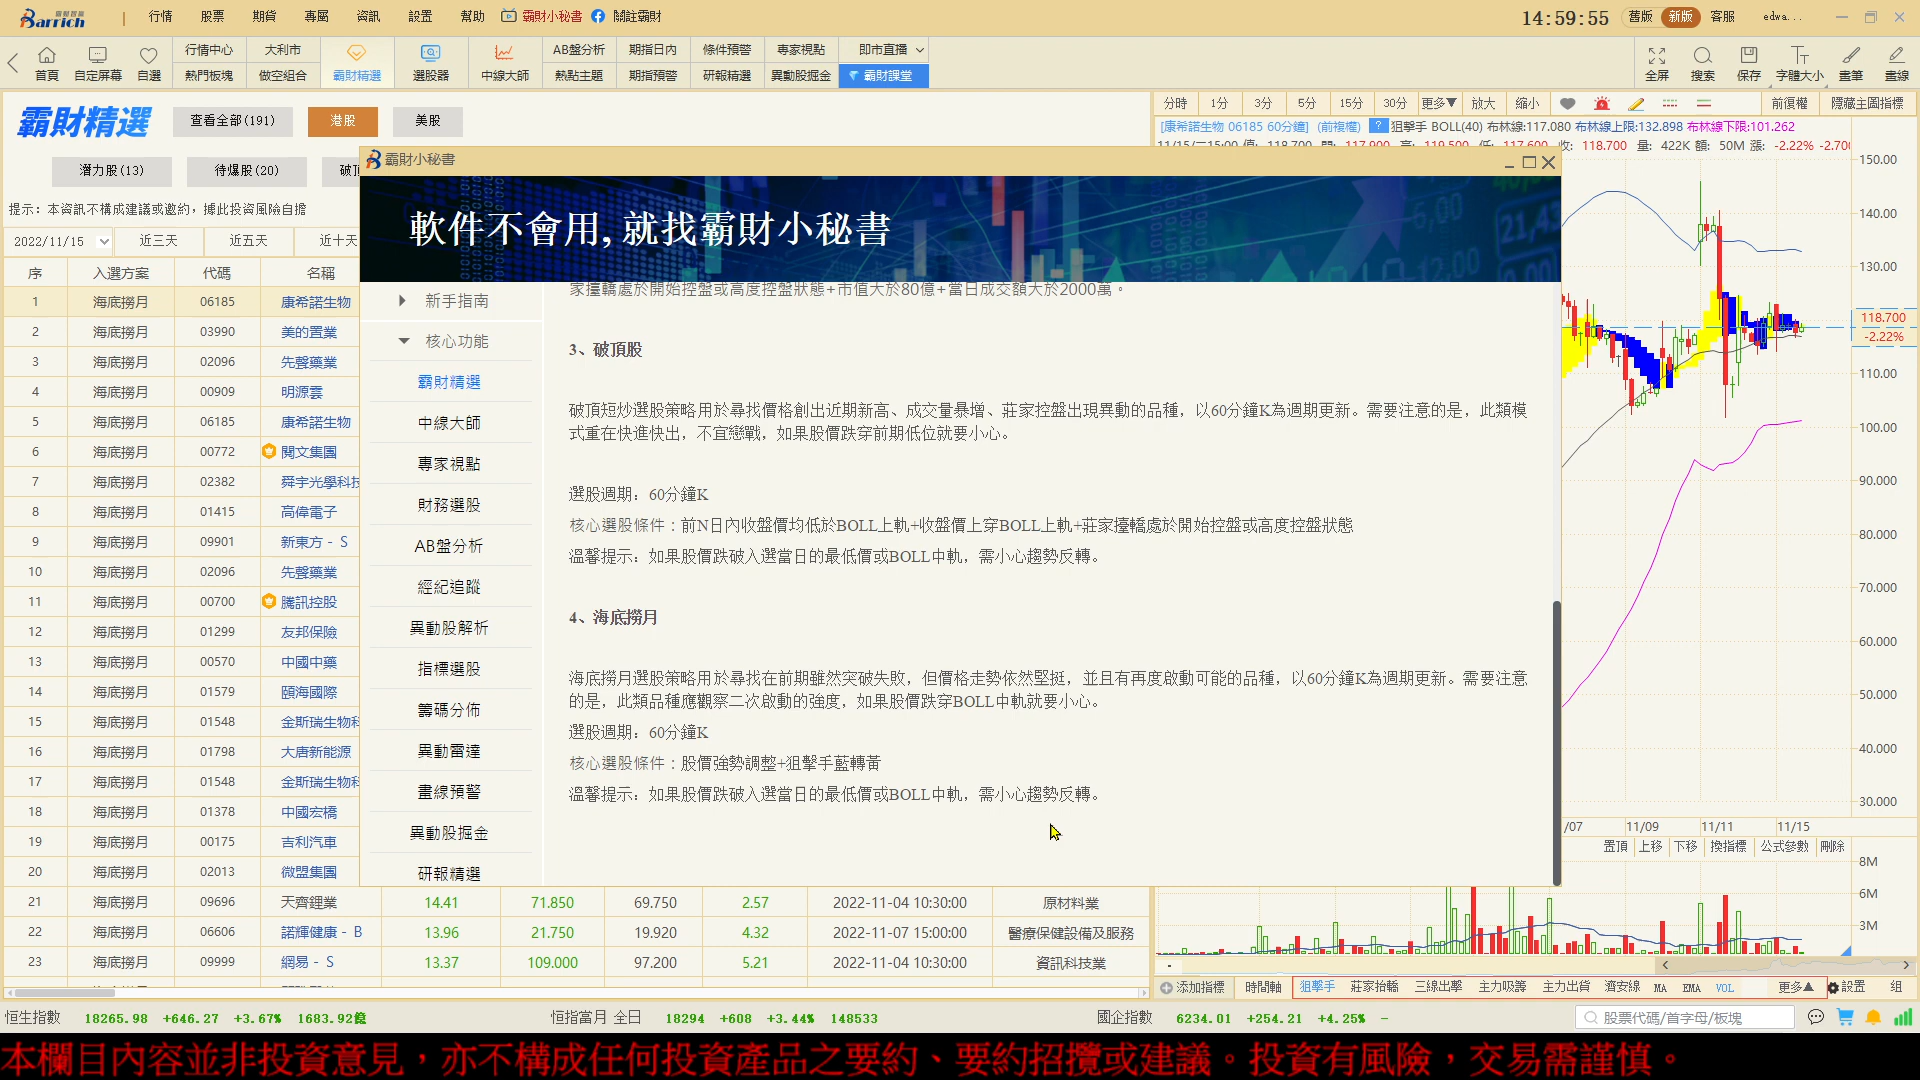 Barrich | 行情 股票 期貨 專屬 資訊 設置 幫助 霸財小秘書 關註霸財 14:59:55 舊版 新版 客服 edwa...
首頁 自定屏幕 自選 行情中心 大利市 霸財精選 選股器 中線大師 AB盤分析 期指日内 條件預警 專家視點 即市直播 全屏 搜索 保存 字體大小 畫筆 畫線
熱門板塊 做空組合 熱點主題 期指預警 研報精選 異動股掘金 霸財課堂
霸財精選 查看全部(191) 港股 美股
潛力股(13) 待爆股(20)
提示: 本資訊不構成建議或邀約，據此投資風險自擔
2022/11/15 近三天 近五天 近十天
序 入選方案 代碼 名稱
1 海底撈月 06185 康希諾生物
2 海底撈月 03990 美的置業
3 海底撈月 02096 先聲藥業
4 海底撈月 00909 明源雲
5 海底撈月 06185 康希諾生物
6 海底撈月 00772 閱文集團
7 海底撈月 02382 舜宇光學科技
8 海底撈月 01415 高偉電子
9 海底撈月 09901 新東方 - S
10 海底撈月 02096 先聲藥業
11 海底撈月 00700 騰訊控股
12 海底撈月 01299 友邦保險
13 海底撈月 00570 中國中藥
14 海底撈月 01579 頤海國際
15 海底撈月 01548 金斯瑞生物科
16 海底撈月 01798 大唐新能源
17 海底撈月 01548 金斯瑞生物科
18 海底撈月 01378 中國宏橋
19 海底撈月 00175 吉利汽車
20 海底撈月 02013 微盟集團
21 海底撈月 09696 天齊鋰業 14.41 71.850 69.750 2.57 2022-11-04 10:30:00 原材料業
22 海底撈月 06606 諾輝健康 - B 13.96 21.750 19.920 4.32 2022-11-07 15:00:00 醫療保健設備及服務
23 海底撈月 09999 網易 - S 13.37 109.000 97.200 5.21 2022-11-04 10:30:00 資訊科技業
霸財小秘書
軟件不會用, 就找霸財小秘書
新手指南
核心功能
霸財精選
中線大師
專家視點
財務選股
AB盤分析
經紀追蹤
異動股解析
指標選股
籌碼分佈
異動雷達
畫線預警
異動股掘金
研報精選
家擡轎處於開始控盤或高度控盤狀態+市值大於80億+當日成交額大於2000萬。
3、破頂股
破頂短炒選股策略用於尋找價格創出近期新高、成交量暴增、莊家控盤出現異動的品種，以60分鐘K為週期更新。需要注意的是，此類模
式重在快進快出，不宜戀戰，如果股價跌穿前期低位就要小心。
選股週期：60分鐘K
核心選股條件：前N日內收盤價均低於BOLL上軌+收盤價上穿BOLL上軌+莊家擡轎處於開始控盤或高度控盤狀態
溫馨提示：如果股價跌破入選當日的最低價或BOLL中軌，需小心趨勢反轉。
4、海底撈月
海底撈月選股策略用於尋找在前期雖然突破失敗，但價格走勢依然堅挺，並且有再度啟動可能的品種，以60分鐘K為週期更新。需要注意
的是，此類品種應觀察二次啟動的強度，如果股價跌穿BOLL中軌就要小心。
選股週期：60分鐘K
核心選股條件：股價強勢調整+狙擊手藍轉黃
溫馨提示：如果股價跌破入選當日的最低價或BOLL中軌，需小心趨勢反轉。
分時 1分 3分 5分 15分 30分 更多▼ 放大 縮小 前復權 隱藏主圖指標
[康希諾生物 06185 60分鐘] (前複權) ? 狙擊手 BOLL(40) 布林線:117.080 布林線上限:132.898 布林線下限:101.262
118.700 量: 422K 額: 50M 漲: -2.22%
150.00
140.00
130.00
118.700
-2.22%
110.00
100.00
90.000
80.000
70.000
60.000
50.000
40.000
30.000
/07 11/09 11/11 11/15
置頂 上移 下移 換指標 公式參數 刪除
8M
6M
3M
添加指標 時間軸 狙擊手 莊家抬轎 三線出擊 主力吸籌 主力出貨 濟安線 MA EMA VOL 更多▲ 設置 組
恒生指數 18265.98 +646.27 +3.67% 1683.92億 恒指當月 全日 18294 +608 +3.44% 148533 國企指數 6234.01 +254.21 +4.25% - 股票代碼/首字母/板塊
本欄目内容並非投資意見，亦不構成任何投資產品之要約、要約招攬或建議。投資有風險，交易需謹慎。